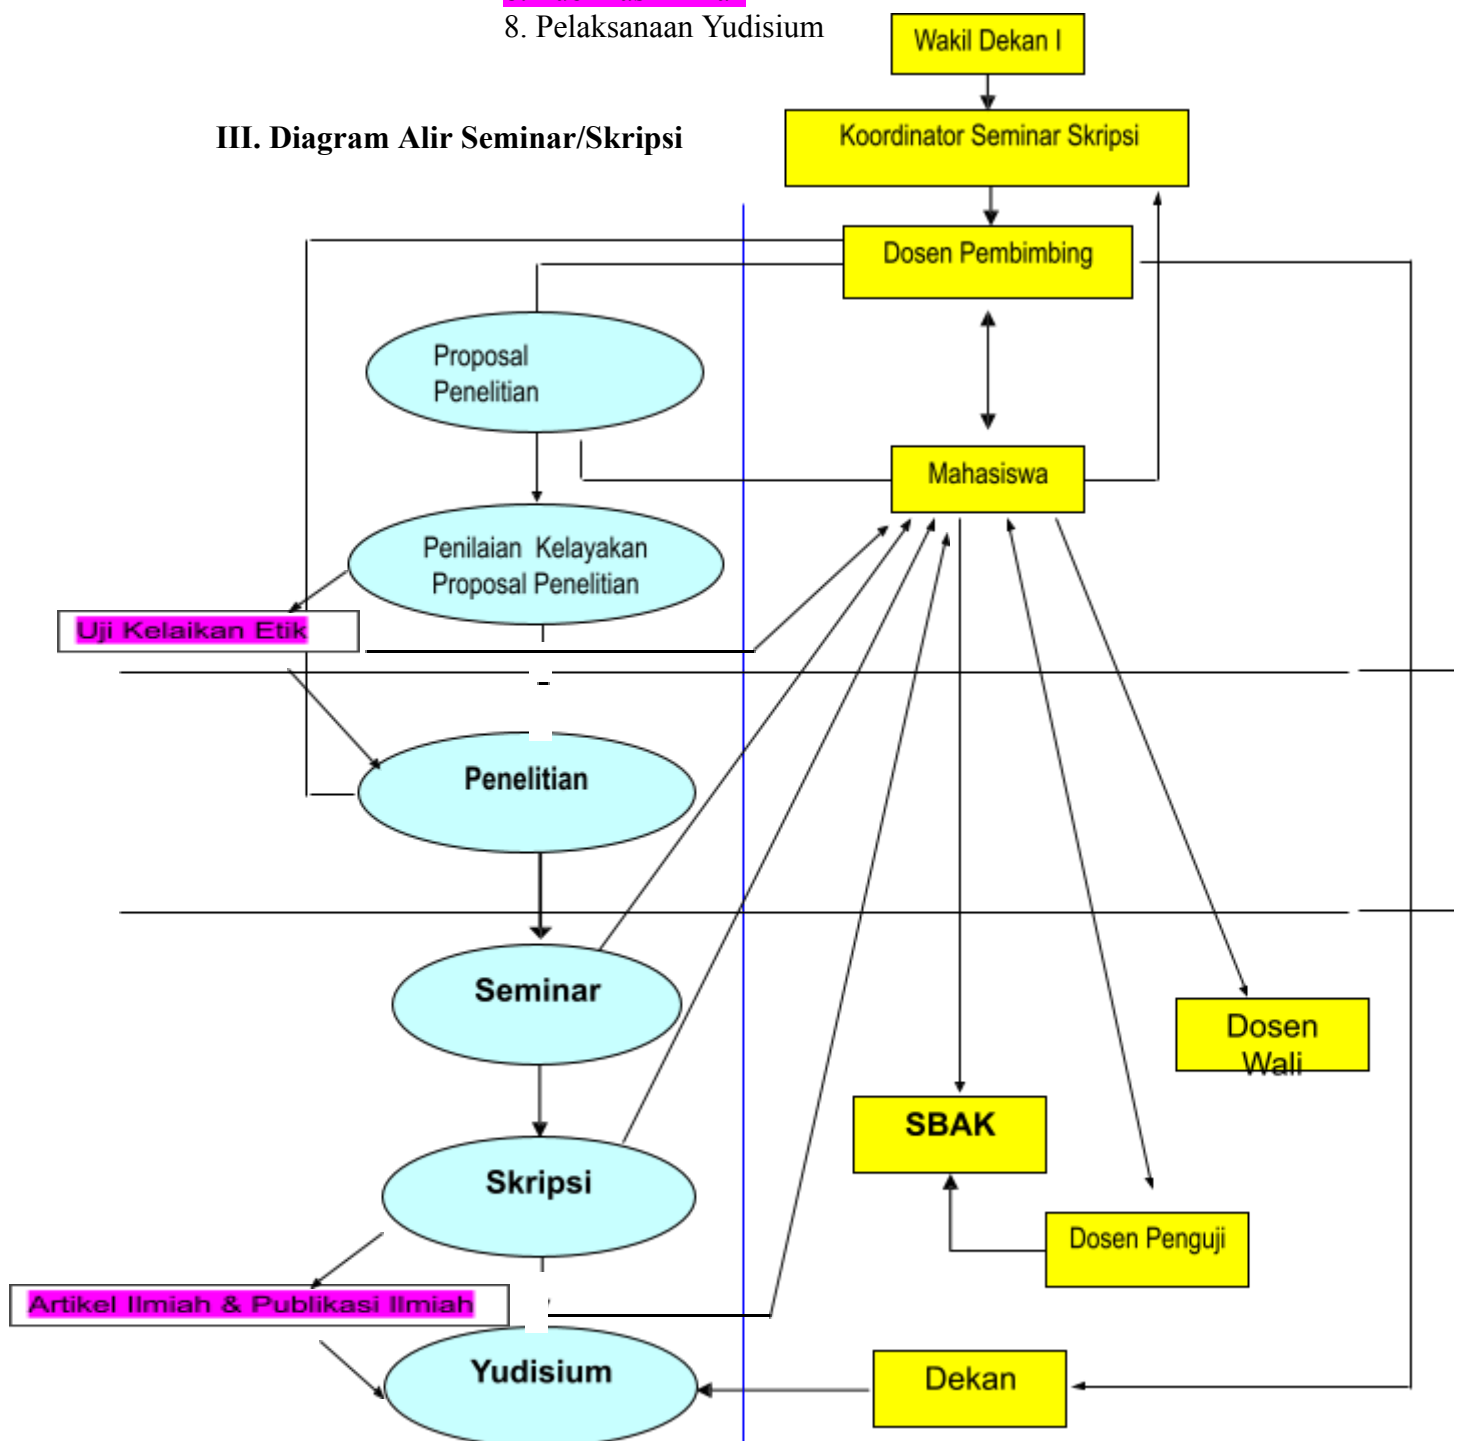 8. Pelaksanaan Yudisium
Wakil Dekan I
III. Diagram Alir Seminar/Skripsi
Koordinator Seminar Skripsi
Dosen Pembimbing
Proposal
Penelitian
Mahasiswa
Penilaian Kelayakan
Proposal Penelitian
Uji Kelaikan Etik
Penelitian
Seminar
Dosen
Wali
SBAK
Skripsi
Dosen Penguji
Artikel Ilmiah & Publikasi Ilmiah
Yudisium
Dekan